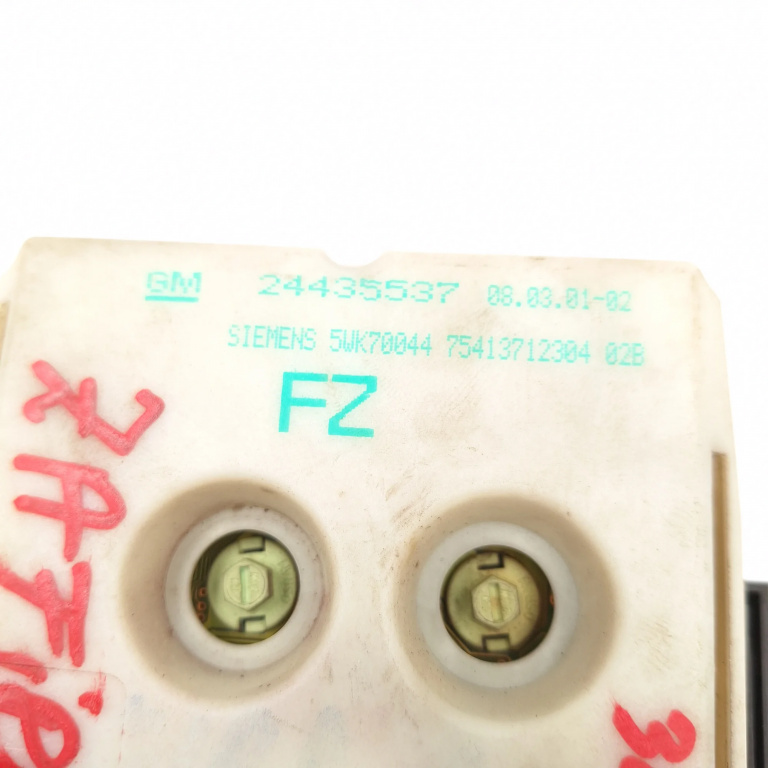 GM 24435537 08.03.01-02
SIEMENS 5WK70044 75413712304 02B
FZ